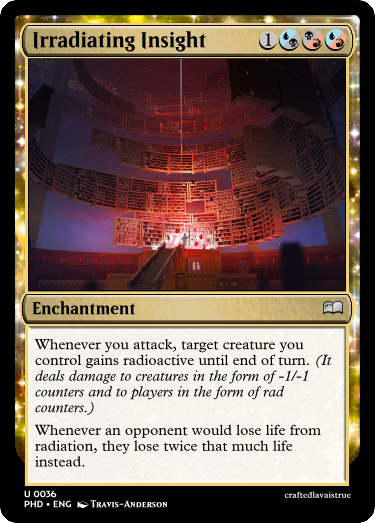 Irradiating Insight 1
Enchantment
Whenever you attack, target creature you
control gains radioactive until end of turn. (It
deals damage to creatures in the form of -1/-1
counters and to players in the form of rad
counters.)
Whenever an opponent would lose life from
radiation, they lose twice that much life
instead.
U 0036
PHD • ENG Travis-Anderson
craftedlavaistrue